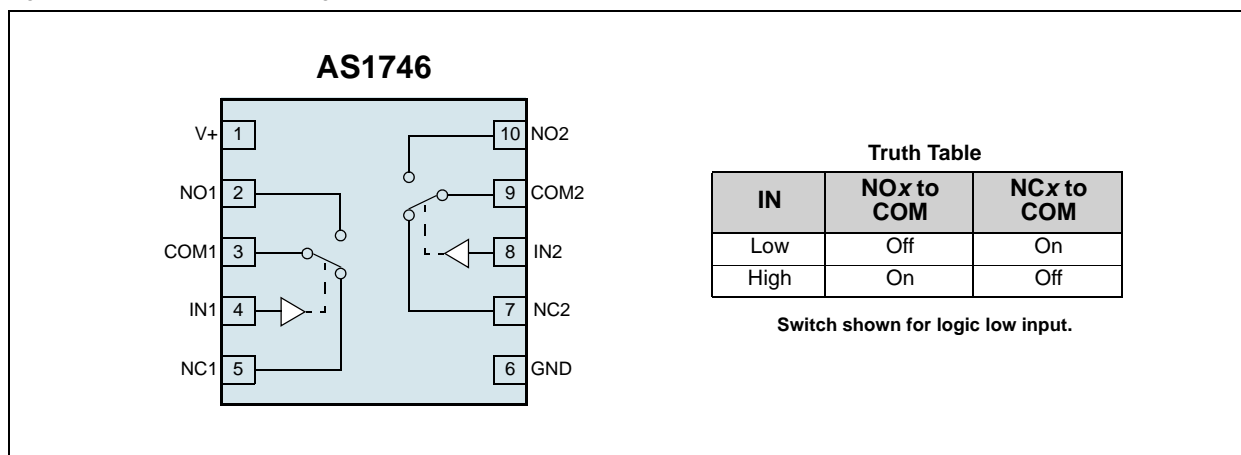 AS1746
V+ 1
NO1 2
COM1 3
IN1 4
NC1 5
10 NO2
9 COM2
8 IN2
7 NC2
6 GND
Truth Table
IN NOx to COM NCx to COM
Low Off On
High On Off
Switch shown for logic low input.